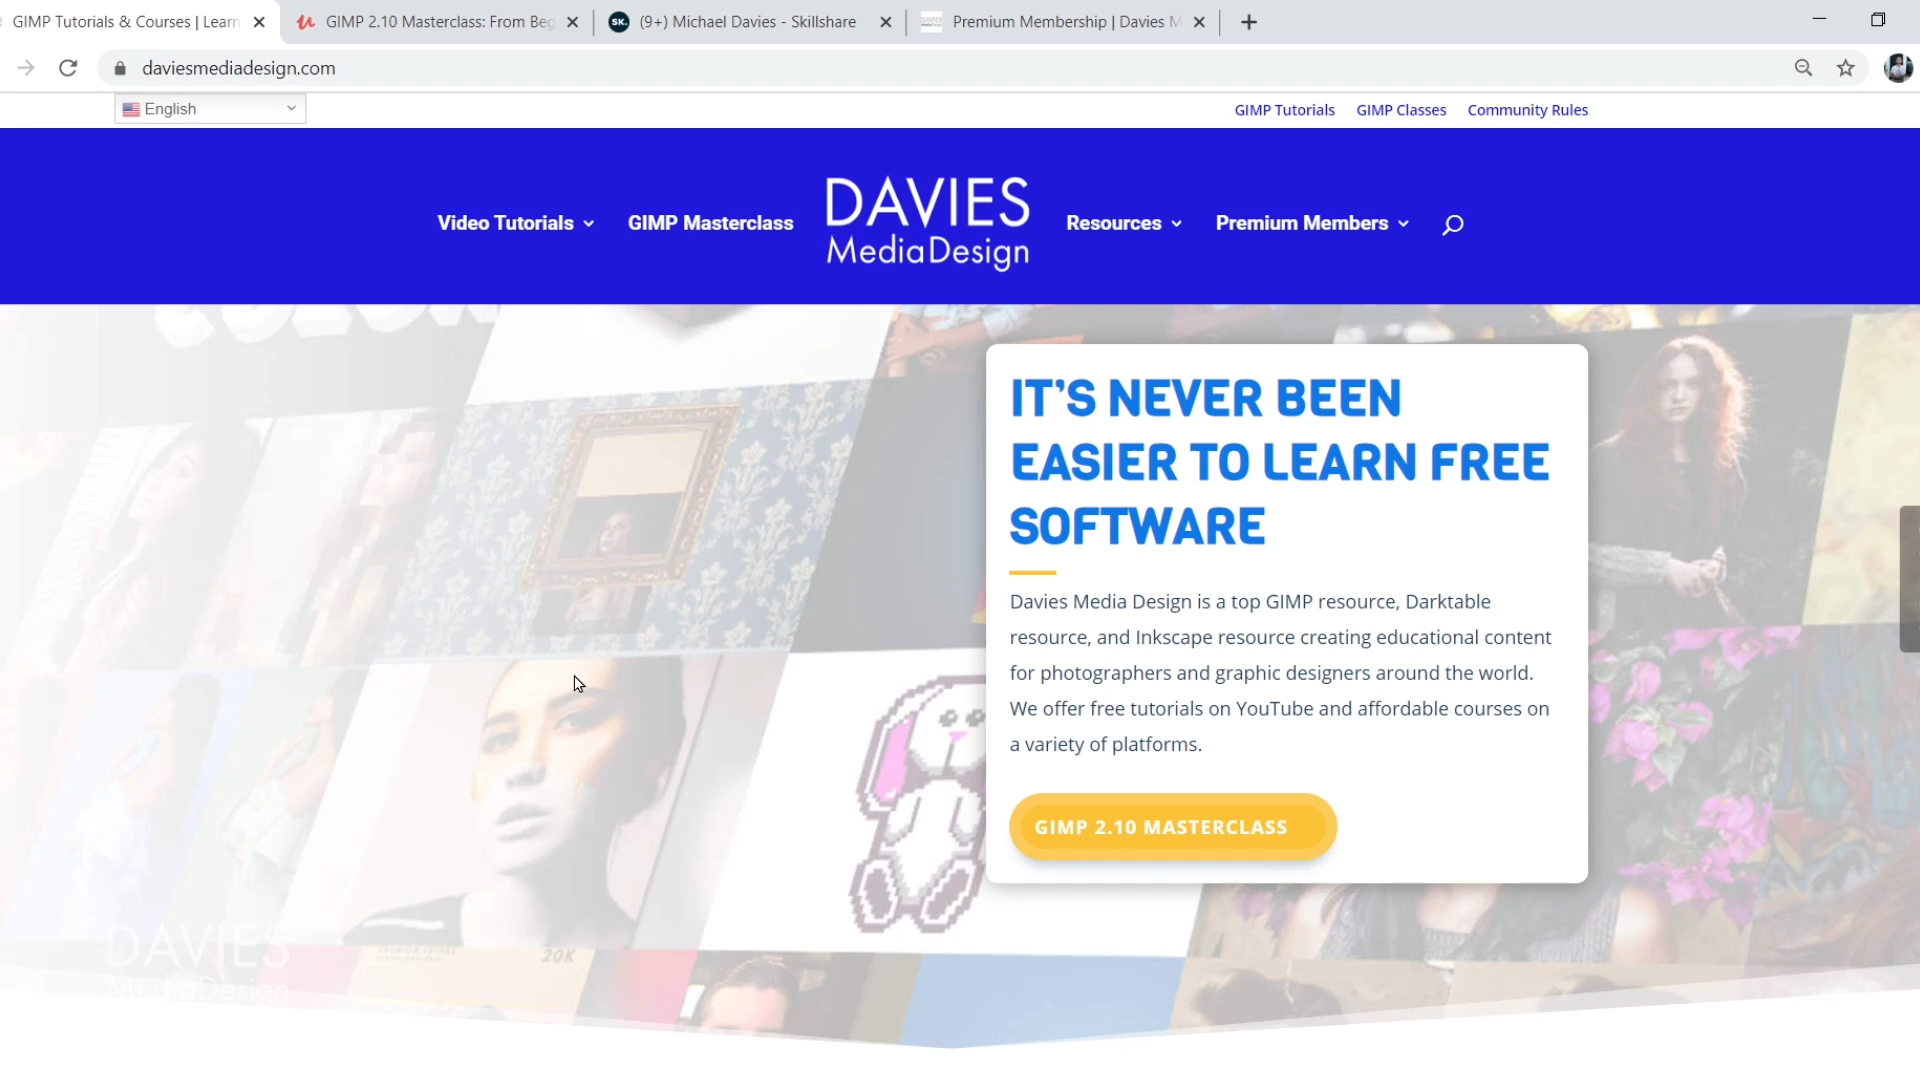 GIMP Tutorials & Courses | Learn
GIMP 2.10 Masterclass: From Beg
SK.
(9+) Michael Davies - Skillshare
Premium Membership | Davies M
daviesmediadesign.com
English
GIMP Tutorials
GIMP Classes
Community Rules
Video Tutorials
GIMP Masterclass
DAVIES
MediaDesign
Resources
Premium Members
IT'S NEVER BEEN
EASIER TO LEARN FREE
SOFTWARE
Davies Media Design is a top GIMP resource, Darktable
resource, and Inkscape resource creating educational content
for photographers and graphic designers around the world.
We offer free tutorials on YouTube and affordable courses on
a variety of platforms.
GIMP 2.10 MASTERCLASS
20K
DAVIES
MediaDesign